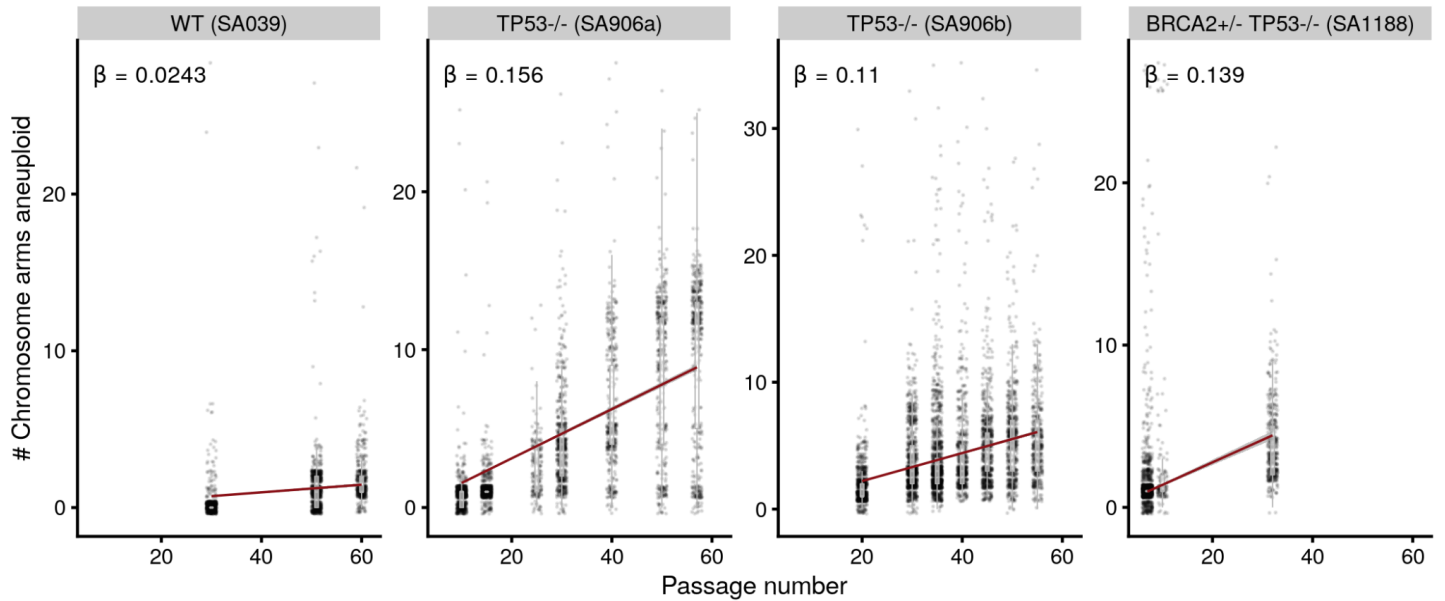 WT (SA039)
TP53-/- (SA906a)
TP53-/- (SA906b)
BRCA2+/- TP53-/- (SA1188)
β = 0.0243
β = 0.156
β = 0.11
β = 0.139
# Chromosome arms aneuploid
20
10
0
20
10
0
30
20
10
0
20
10
0
20 40 60
20 40 60
20 40 60
20 40 60
Passage number